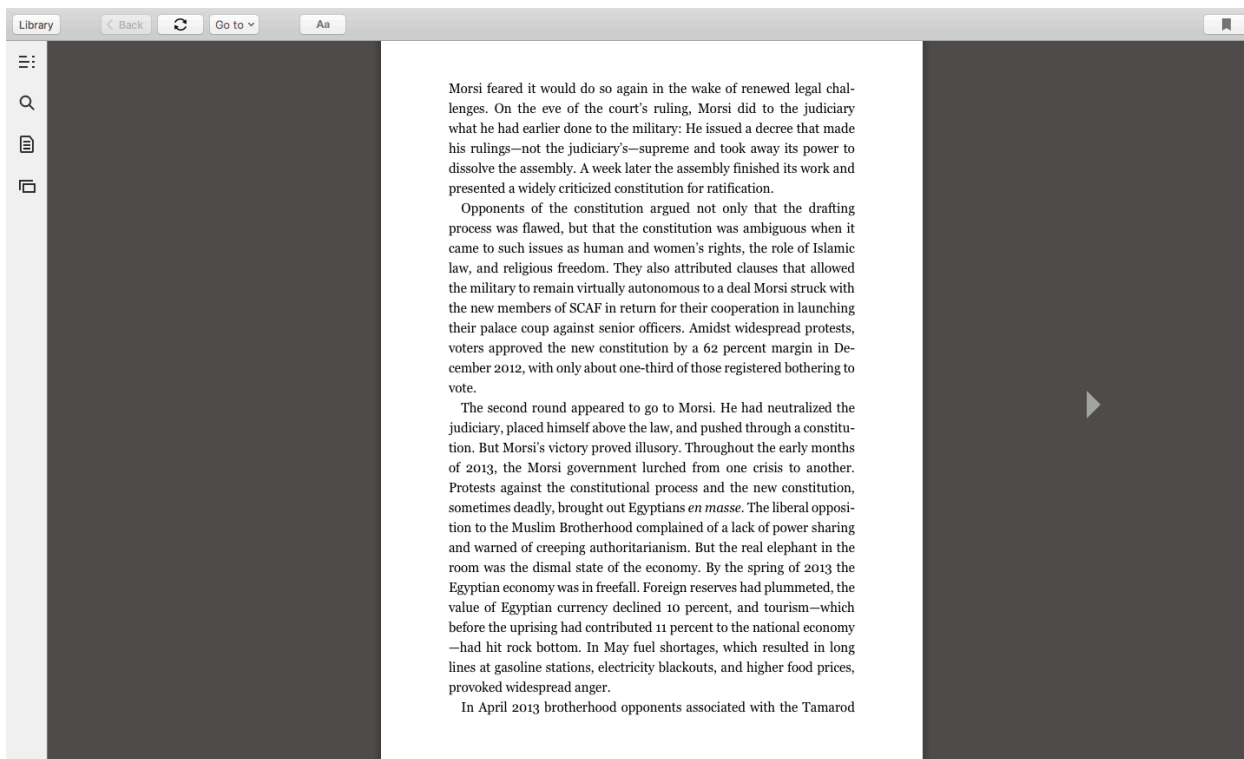 Library
Back
Go to
Aa
Morsi feared it would do so again in the wake of renewed legal chal-
lenges. On the eve of the court’s ruling, Morsi did to the judiciary
what he had earlier done to the military: He issued a decree that made
his rulings—not the judiciary’s—supreme and took away its power to
dissolve the assembly. A week later the assembly finished its work and
presented a widely criticized constitution for ratification.
Opponents of the constitution argued not only that the drafting
process was flawed, but that the constitution was ambiguous when it
came to such issues as human and women’s rights, the role of Islamic
law, and religious freedom. They also attributed clauses that allowed
the military to remain virtually autonomous to a deal Morsi struck with
the new members of SCAF in return for their cooperation in launching
their palace coup against senior officers. Amidst widespread protests,
voters approved the new constitution by a 62 percent margin in De-
cember 2012, with only about one-third of those registered bothering to
vote.
The second round appeared to go to Morsi. He had neutralized the
judiciary, placed himself above the law, and pushed through a constitu-
tion. But Morsi’s victory proved illusory. Throughout the early months
of 2013, the Morsi government lurched from one crisis to another.
Protests against the constitutional process and the new constitution,
sometimes deadly, brought out Egyptians en masse. The liberal opposi-
tion to the Muslim Brotherhood complained of a lack of power sharing
and warned of creeping authoritarianism. But the real elephant in the
room was the dismal state of the economy. By the spring of 2013 the
Egyptian economy was in freefall. Foreign reserves had plummeted, the
value of Egyptian currency declined 10 percent, and tourism—which
before the uprising had contributed 11 percent to the national economy
—had hit rock bottom. In May fuel shortages, which resulted in long
lines at gasoline stations, electricity blackouts, and higher food prices,
provoked widespread anger.
In April 2013 brotherhood opponents associated with the Tamarod